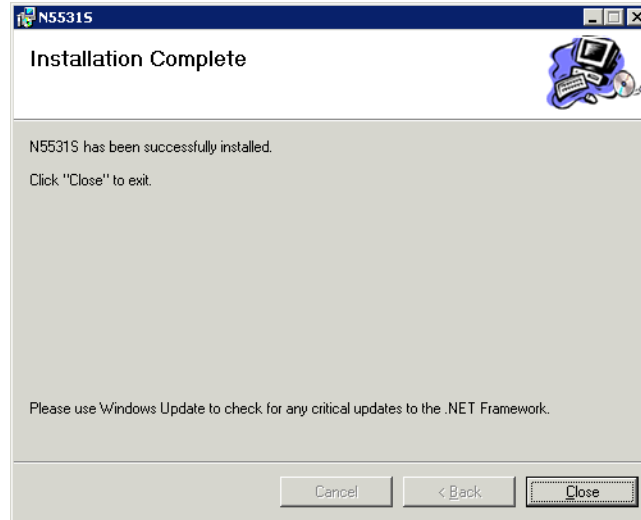 N5531S
Installation Complete
N5531S has been successfully installed.
Click "Close" to exit.
Please use Windows Update to check for any critical updates to the .NET Framework.
Cancel
< Back
Close